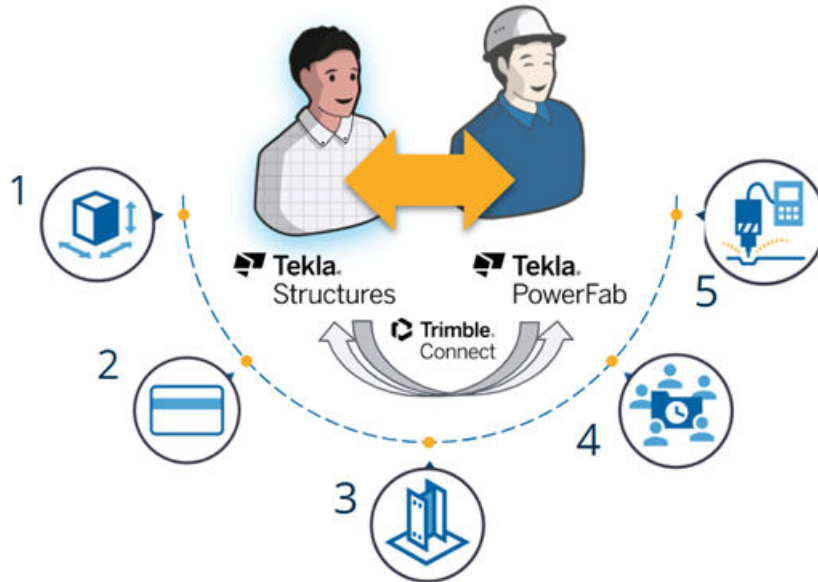 1
Tekla®
Structures
Tekla®
PowerFab
5
Trimble®
Connect
2
4
3